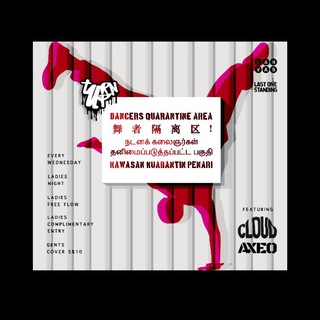 CAN
VAS
LAST ONE
STANDING
DANCERS QUARANTINE AREA
舞者隔离区!
நடனக் கலைஞர்கள்
தனிமைப்படுத்தப்பட்ட பகுதி
KAWASAN KUARANTIN PENARI
EVERY
WEDNESDAY
LADIES
NIGHT
LADIES
FREE FLOW
LADIES
COMPLIMENTARY
ENTRY
GENTS
COVER S$10
FEATURING
CLOUD
AXEO